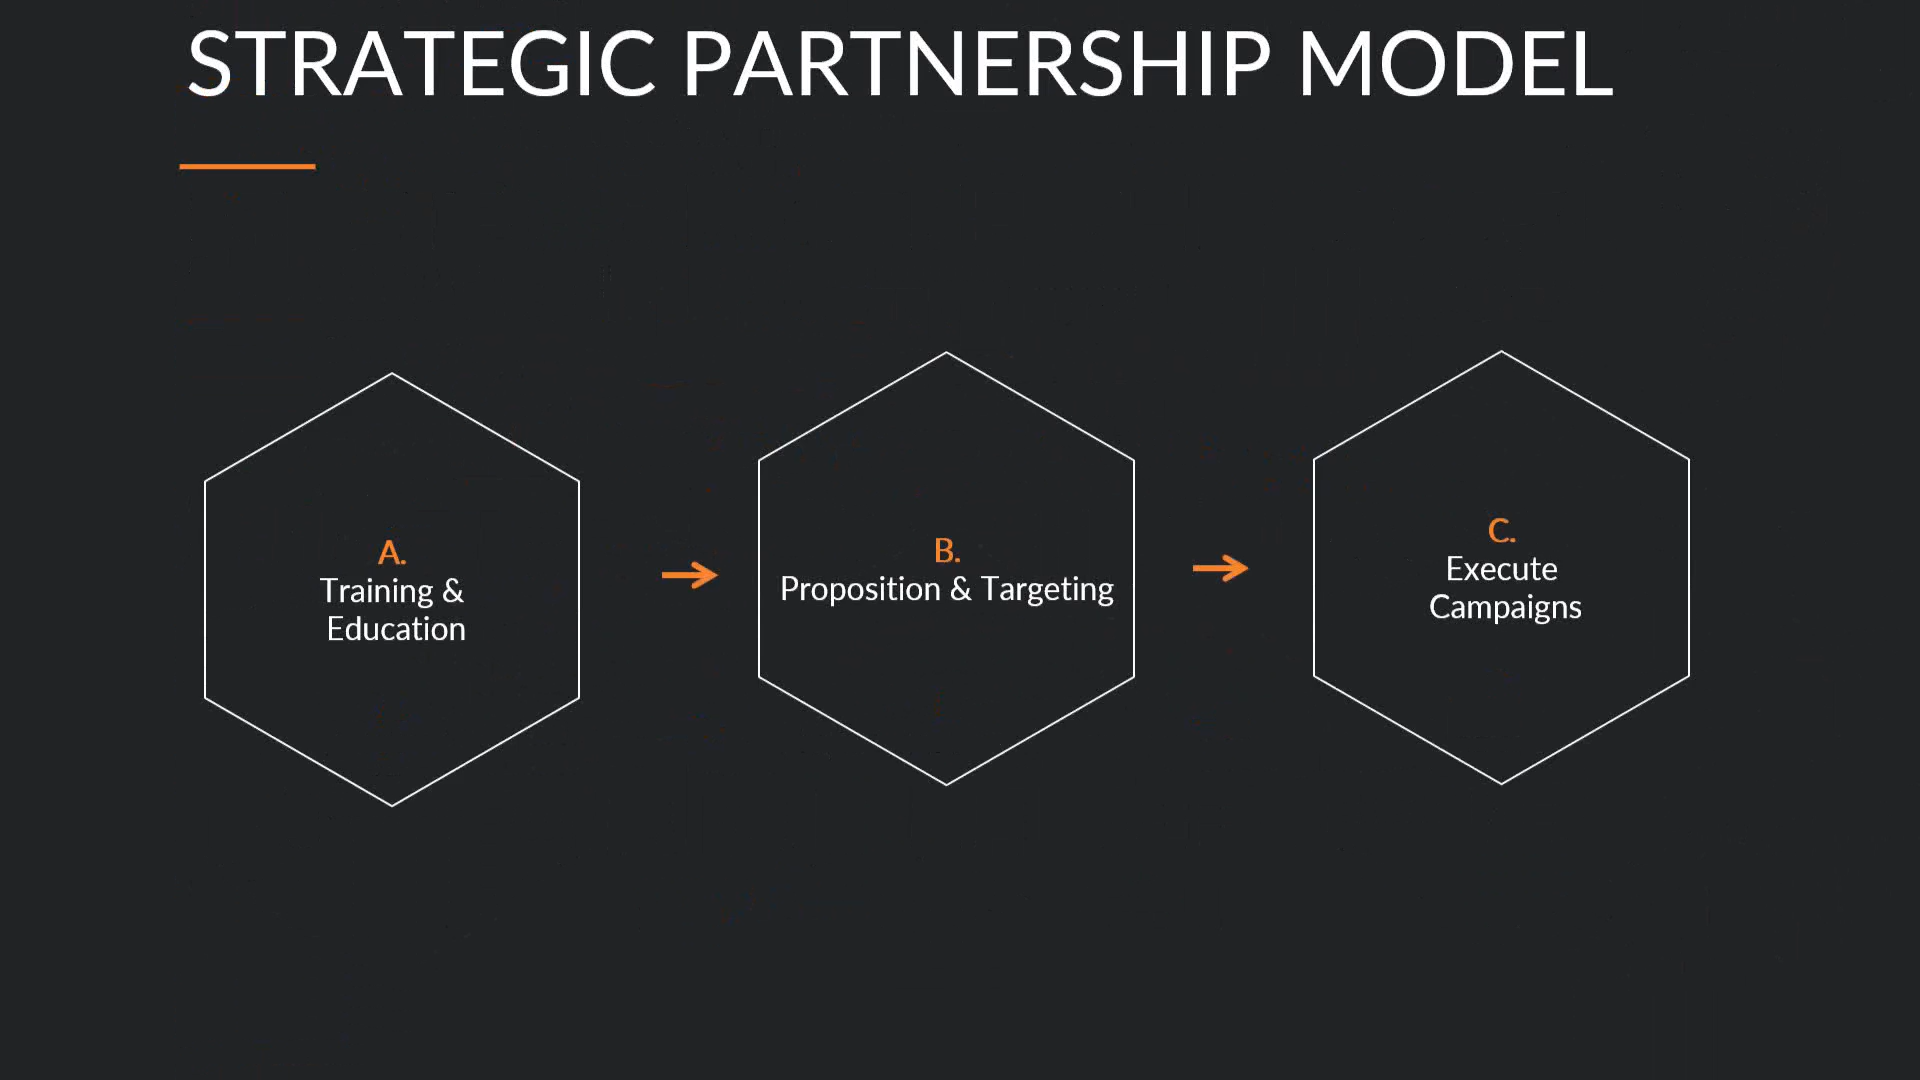 STRATEGIC PARTNERSHIP MODEL
A.
Training &
Education
B.
Proposition & Targeting
C.
Execute
Campaigns